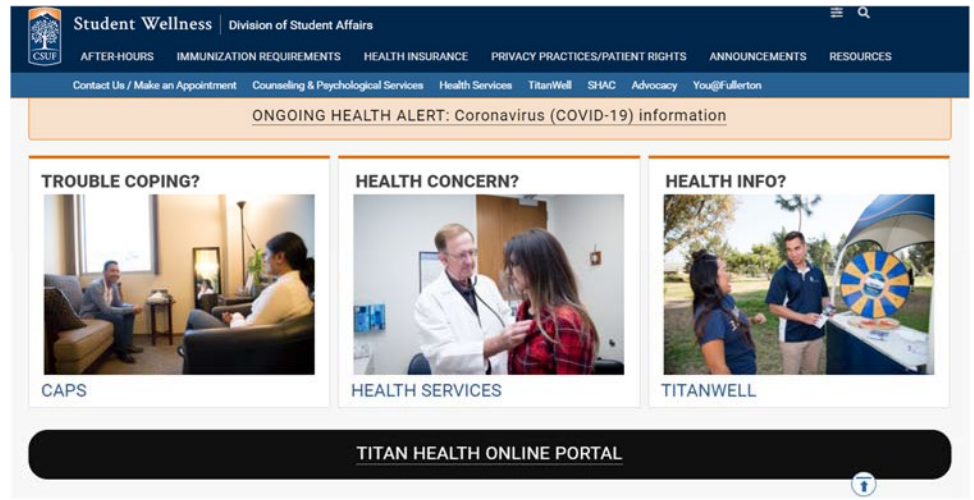 Student Wellness | Division of Student Affairs
CSUF
AFTER-HOURS IMMUNIZATION REQUIREMENTS HEALTH INSURANCE PRIVACY PRACTICES/PATIENT RIGHTS ANNOUNCEMENTS RESOURCES
Contact Us / Make an Appointment Counseling & Psychological Services Health Services TitanWell SHAC Advocacy You@Fullerton
ONGOING HEALTH ALERT: Coronavirus (COVID-19) information
TROUBLE COPING? HEALTH CONCERN? HEALTH INFO?
CAPS HEALTH SERVICES TITANWELL
TITAN HEALTH ONLINE PORTAL